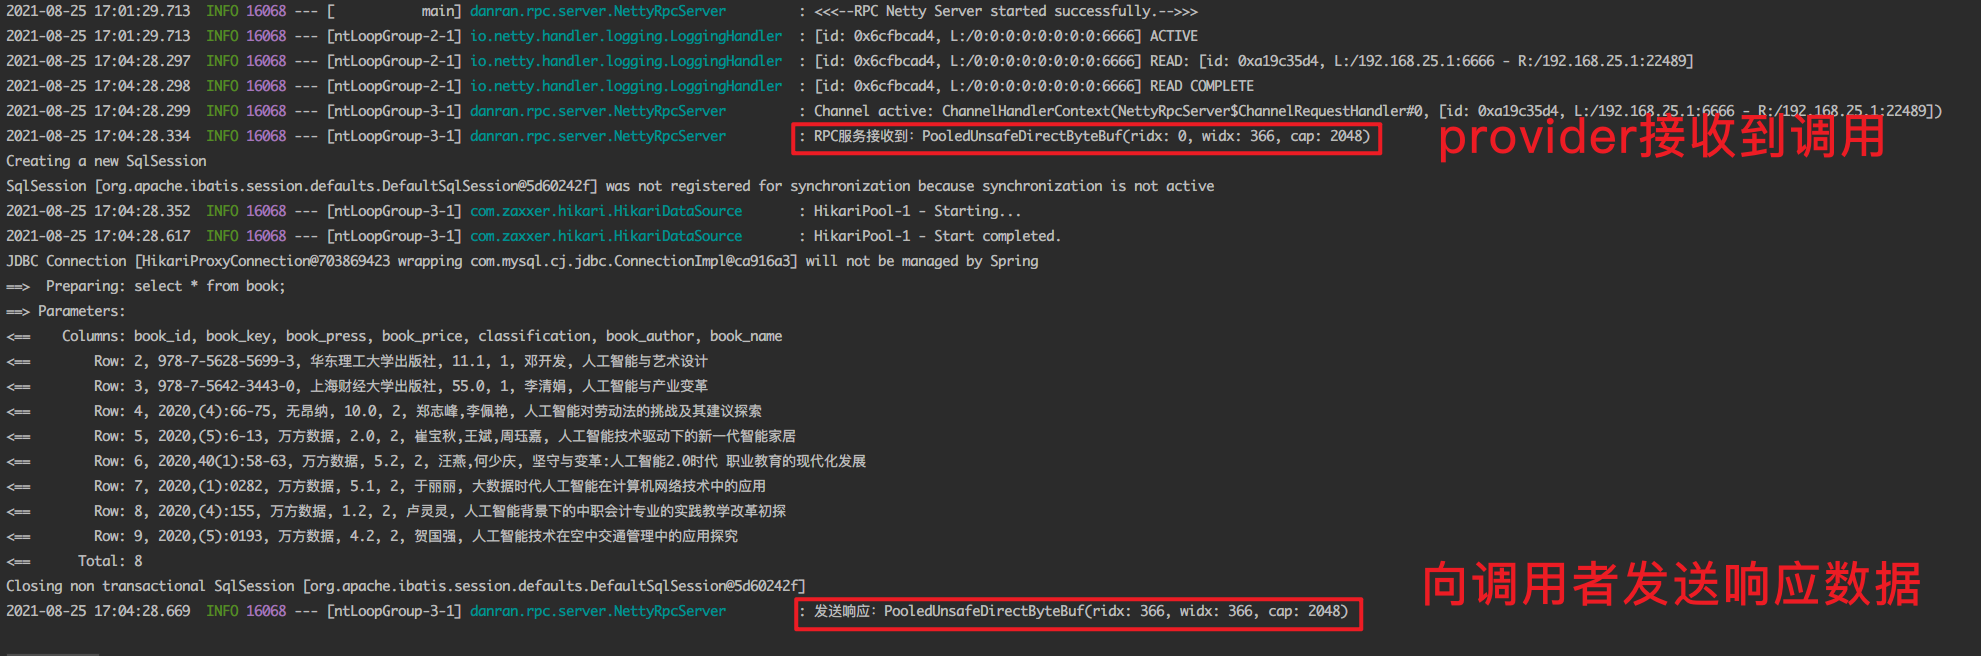 2021-08-25 17:01:29.713  INFO 16068 --- [           main] danran.rpc.server.NettyRpcServer         : <<<--RPC Netty Server started successfully.-->>>
2021-08-25 17:01:29.713  INFO 16068 --- [ntLoopGroup-2-1] io.netty.handler.logging.LoggingHandler  : [id: 0x6cfbcad4, L:/0:0:0:0:0:0:0:0:6666] ACTIVE
2021-08-25 17:04:28.297  INFO 16068 --- [ntLoopGroup-2-1] io.netty.handler.logging.LoggingHandler  : [id: 0x6cfbcad4, L:/0:0:0:0:0:0:0:0:6666] READ: [id: 0xa19c35d4, L:/192.168.25.1:6666 - R:/192.168.25.1:22489]
2021-08-25 17:04:28.298  INFO 16068 --- [ntLoopGroup-2-1] io.netty.handler.logging.LoggingHandler  : [id: 0x6cfbcad4, L:/0:0:0:0:0:0:0:0:6666] READ COMPLETE
2021-08-25 17:04:28.299  INFO 16068 --- [ntLoopGroup-3-1] danran.rpc.server.NettyRpcServer         : Channel active: ChannelHandlerContext(NettyRpcServer$ChannelRequestHandler#0, [id: 0xa19c35d4, L:/192.168.25.1:6666 - R:/192.168.25.1:22489])
2021-08-25 17:04:28.334  INFO 16068 --- [ntLoopGroup-3-1] danran.rpc.server.NettyRpcServer         : RPC服务接收到：PooledUnsafeDirectByteBuf(ridx: 0, widx: 366, cap: 2048)
provider接收到调用
Creating a new SqlSession
SqlSession [org.apache.ibatis.session.defaults.DefaultSqlSession@5d60242f] was not registered for synchronization because synchronization is not active
2021-08-25 17:04:28.352  INFO 16068 --- [ntLoopGroup-3-1] com.zaxxer.hikari.HikariDataSource       : HikariPool-1 - Starting...
2021-08-25 17:04:28.617  INFO 16068 --- [ntLoopGroup-3-1] com.zaxxer.hikari.HikariDataSource       : HikariPool-1 - Start completed.
JDBC Connection [HikariProxyConnection@703869423 wrapping com.mysql.cj.jdbc.ConnectionImpl@ca916a3] will not be managed by Spring
==>  Preparing: select * from book;
==> Parameters:
<==    Columns: book_id, book_key, book_press, book_price, classification, book_author, book_name
<==        Row: 2, 978-7-5628-5699-3, 华东理工大学出版社, 11.1, 1, 邓开发, 人工智能与艺术设计
<==        Row: 3, 978-7-5642-3443-0, 上海财经大学出版社, 55.0, 1, 李清娟, 人工智能与产业变革
<==        Row: 4, 2020,(4):66-75, 无昂纳, 10.0, 2, 郑志峰,李佩艳, 人工智能对劳动法的挑战及其建议探索
<==        Row: 5, 2020,(5):6-13, 万方数据, 2.0, 2, 崔宝秋,王斌,周珏嘉, 人工智能技术驱动下的新一代智能家居
<==        Row: 6, 2020,40(1):58-63, 万方数据, 5.2, 2, 汪燕,何少庆, 坚守与变革:人工智能2.0时代 职业教育的现代化发展
<==        Row: 7, 2020,(1):0282, 万方数据, 5.1, 2, 于丽丽, 大数据时代人工智能在计算机网络技术中的应用
<==        Row: 8, 2020,(4):155, 万方数据, 1.2, 2, 卢灵灵, 人工智能背景下的中职会计专业的实践教学改革初探
<==        Row: 9, 2020,(5):0193, 万方数据, 4.2, 2, 贺国强, 人工智能技术在空中交通管理中的应用探究
<==      Total: 8
Closing non transactional SqlSession [org.apache.ibatis.session.defaults.DefaultSqlSession@5d60242f]
向调用者发送响应数据
2021-08-25 17:04:28.669  INFO 16068 --- [ntLoopGroup-3-1] danran.rpc.server.NettyRpcServer         : 发送响应：PooledUnsafeDirectByteBuf(ridx: 366, widx: 366, cap: 2048)